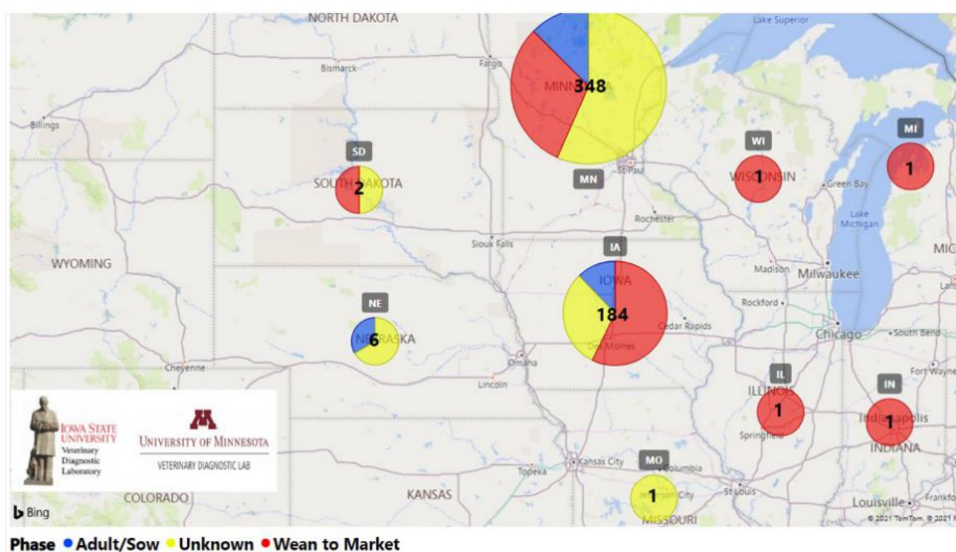 NORTH DAKOTA
Lake Superior
Fargo
Bismarck
Billings
348
St Paul
MN
SD
SOUTH DAKOTA
2
WI
WISCONSIN
1
MI
1
Green Bay
Lake
Michigan
Rochester
Sioux Falls
WYOMING
IA
IOWA
184
Cedar Rapids
Des Moines
Madison
Milwaukee
Rockford
Chicago
South Bend
Fort Wayne
NE
NEBRASKA
6
Omaha
Lincoln
Cheyenne
IL
ILLINOIS
1
Springfield
IN
Indianapolis
1
INDIANA
IOWA STATE
UNIVERSITY
Veterinary
Diagnostic
Laboratory
UNIVERSITY OF MINNESOTA
VETERINARY DIAGNOSTIC LAB
COLORADO
KANSAS
Topeka
Kansas City
MO
1
Columbia
Jefferson City
MISSOURI
St Louis
Louisville
Frankfo
Bing
© 2021 TomTom, © 2021
Phase Adult/Sow Unknown Wean to Market